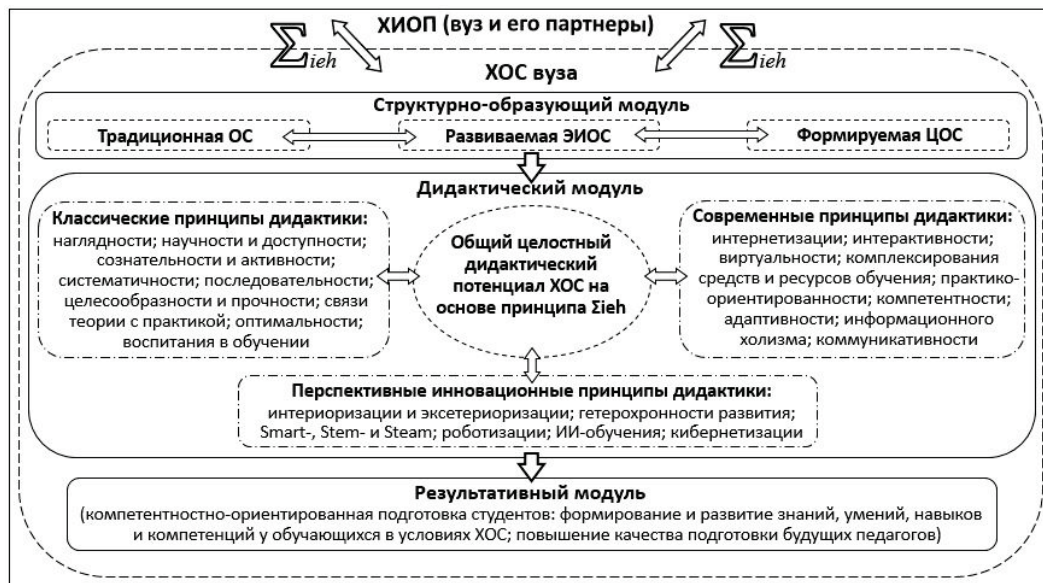 ХИОП (вуз и его партнеры)
Σieh
Σieh
ХОС вуза
Структурно-образующий модуль
Традиционная ОС
Развиваемая ЭИОС
Формируемая ЦОС
Дидактический модуль
Классические принципы дидактики:
наглядности; научности и доступности;
сознательности и активности;
систематичности; последовательности;
целесообразности и прочности; связи
теории с практикой; оптимальности;
воспитания в обучении
Общий целостный
дидактический
потенциал ХОС на
основе принципа Σieh
Современные принципы дидактики:
интернетизации; интерактивности;
виртуальности; комплексирования
средств и ресурсов обучения; практико-
ориентированности; компетентности;
адаптивности; информационного
холизма; коммуникативности
Перспективные инновационные принципы дидактики:
интериоризации и эксетериоризации; гетерохронности развития;
Smart-, Stem- и Steam; роботизации; ИИ-обучения; кибернетизации
Результативный модуль
(компетентностно-ориентированная подготовка студентов: формирование и развитие знаний, умений, навыков
и компетенций у обучающихся в условиях ХОС; повышение качества подготовки будущих педагогов)